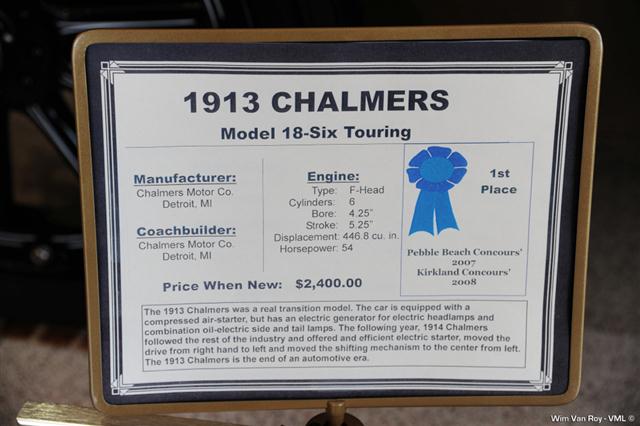 1913 CHALMERS
Model 18-Six Touring
Manufacturer:
Chalmers Motor Co.
Detroit, MI
Coachbuilder:
Chalmers Motor Co.
Detroit, MI
Engine:
Type: F-Head
Cylinders: 6
Bore: 4.25"
Stroke: 5.25"
Displacement: 446.8 cu. in.
Horsepower: 54
1st
Place
Pebble Beach Concours'
2007
Kirkland Concours'
2008
Price When New: $2,400.00
The 1913 Chalmers was a real transition model. The car is equipped with a
compressed air-starter, but has an electric generator for electric headlamps and
combination oil-electric side and tail lamps. The following year, 1914 Chalmers
followed the rest of the industry and offered and efficient electric starter, moved the
drive from right hand to left and moved the shifting mechanism to the center from left.
The 1913 Chalmers is the end of an automotive era.
Wim Van Roy - VML ©